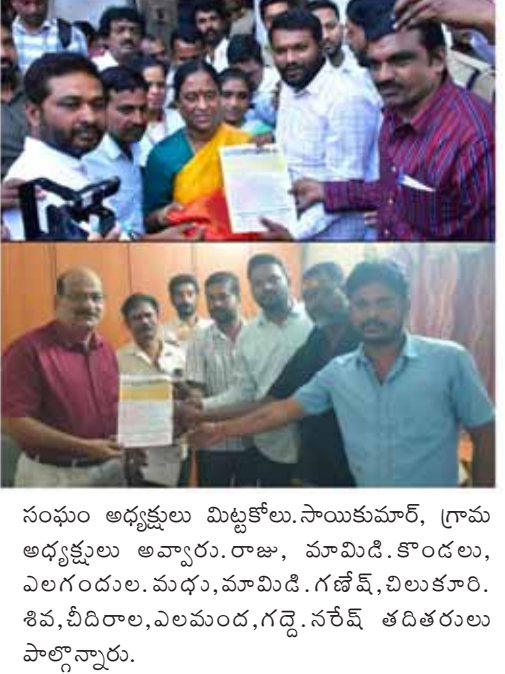 సంఘం అధ్యక్షులు మిట్టకోలు.సాయికుమార్, గ్రామ
అధ్యక్షులు అవ్వారు.రాజు, మామిడి.కొండలు,
ఎలగందుల.మధు,మామిడి.గణేష్,చిలుకూరి.
శివ,చీదిరాల,ఎలమంద,గద్దె.నరేష్ తదితరులు
పాల్గొన్నారు.